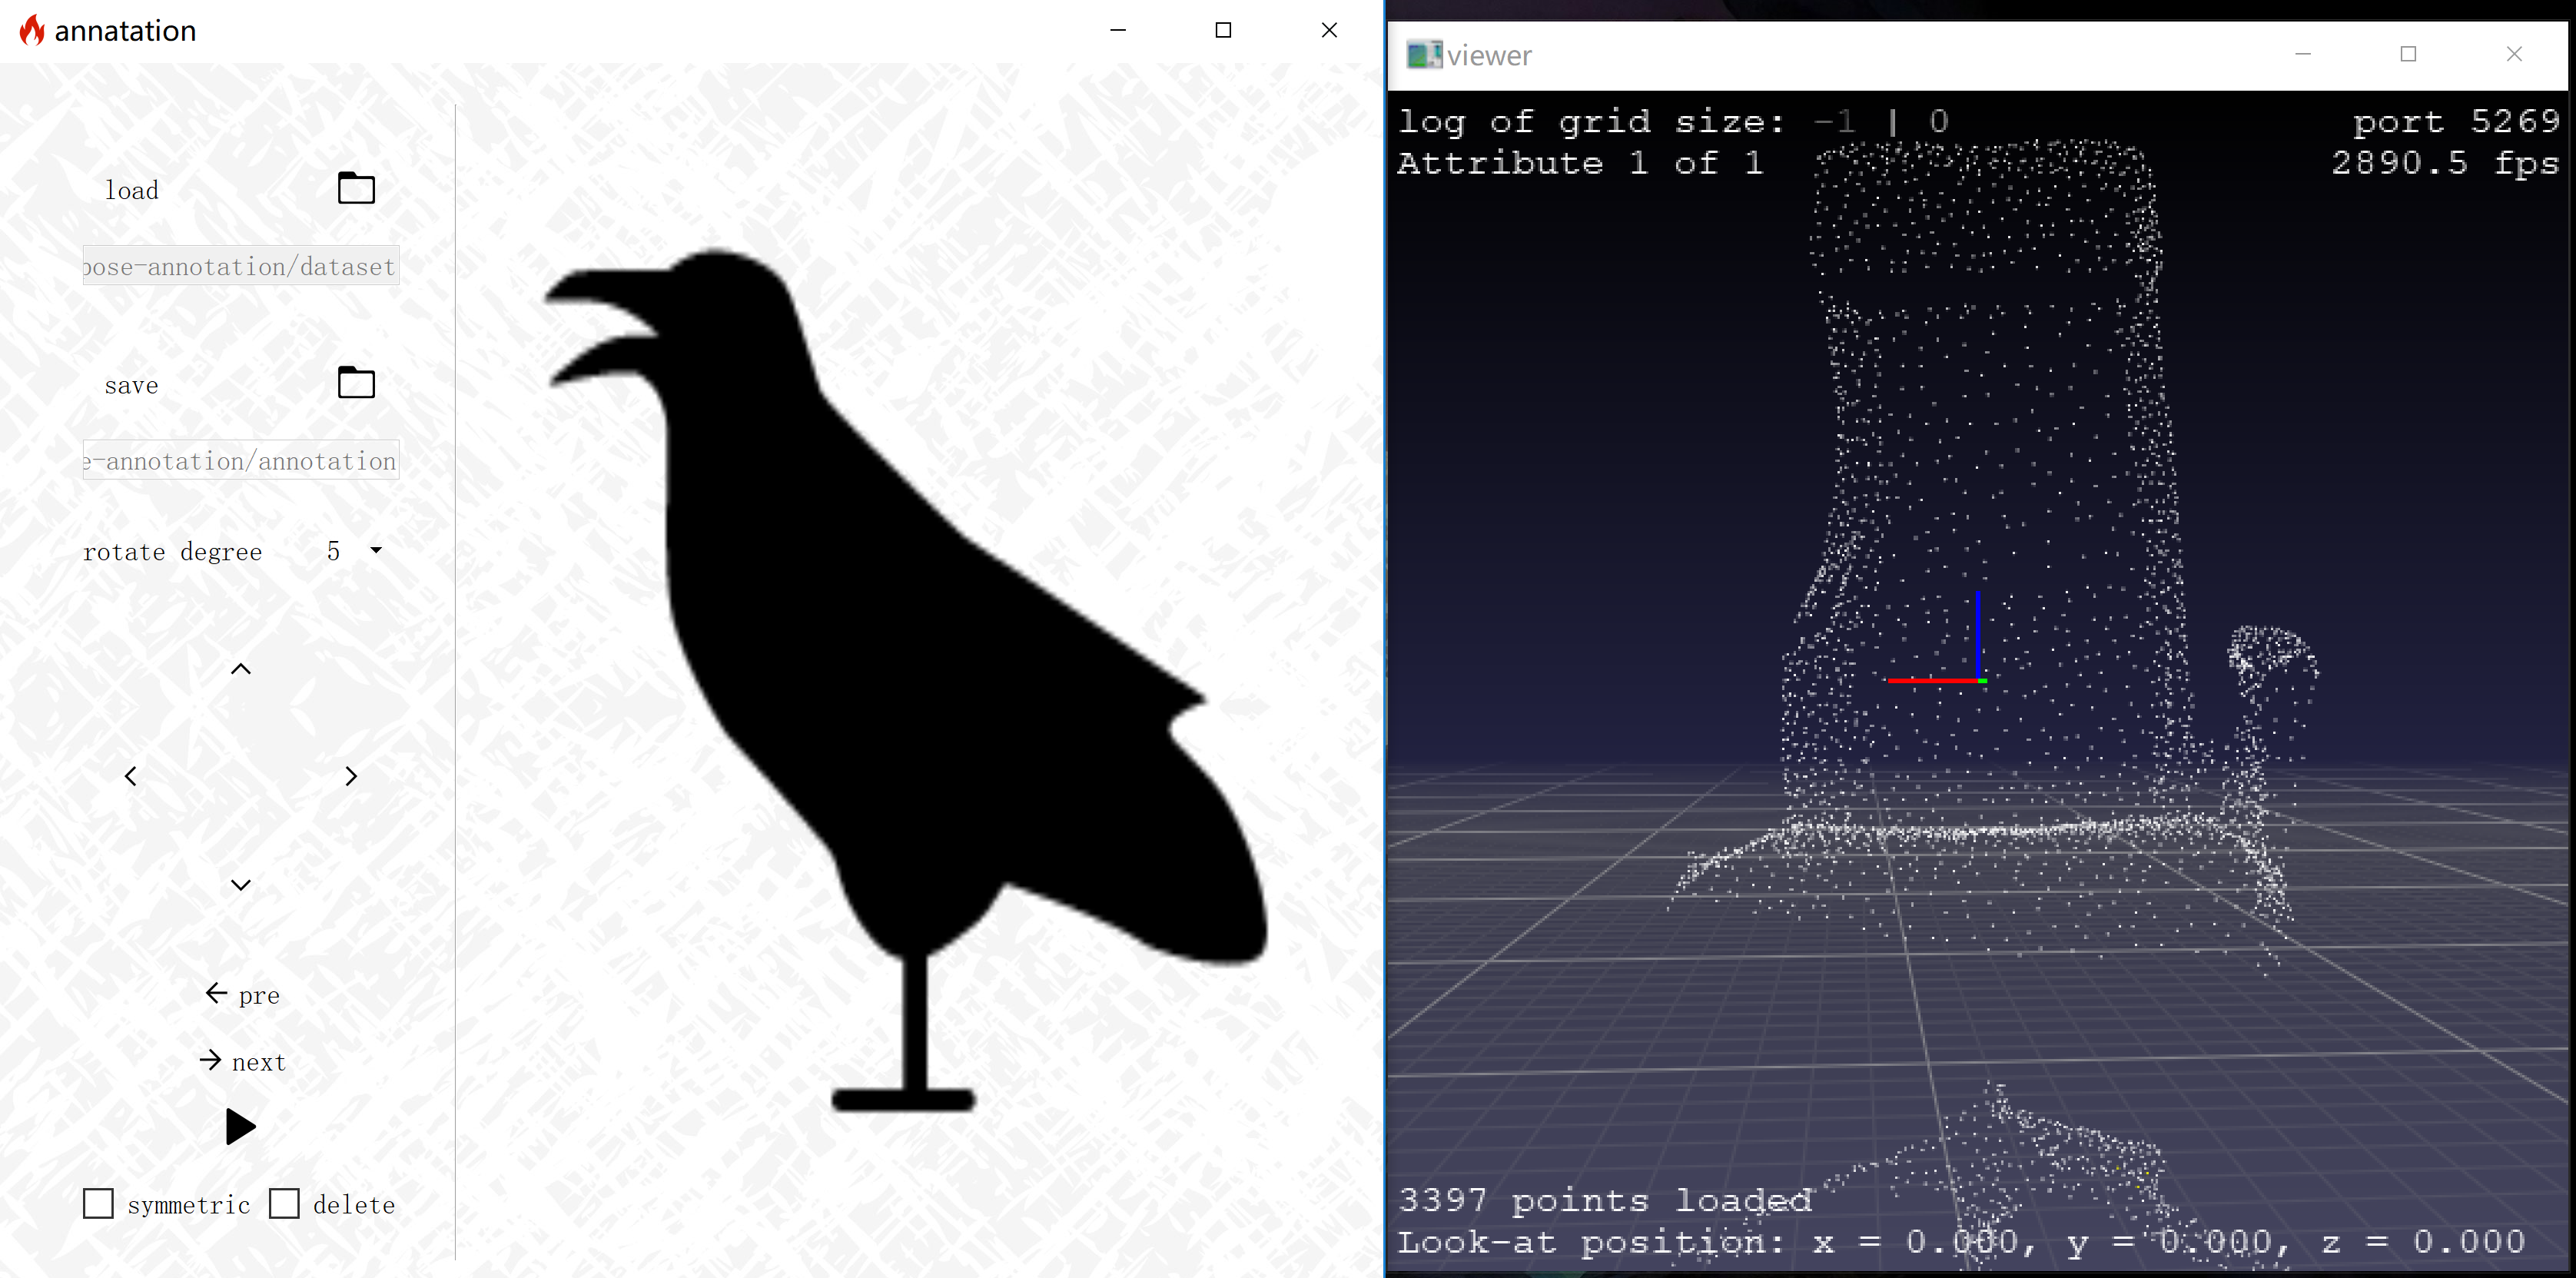 annatation
load
pose-annotation/dataset
save
e-annotation/annotation
rotate degree 5
pre
next
symmetric delete
viewer
log of grid size: -1 | 0
port 5269
Attribute 1 of 1
2890.5 fps
3397 points loaded
Look-at position: x = 0.000, y = 0.000, z = 0.000